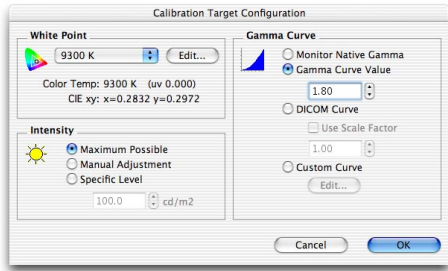 Calibration Target Configuration
White Point
9300 K
Edit...
Color Temp: 9300 K (uv 0.000)
CIE xy: x=0.2832 y=0.2972
Intensity
Maximum Possible
Manual Adjustment
Specific Level
100.0 cd/m2
Gamma Curve
Monitor Native Gamma
Gamma Curve Value
1.80
DICOM Curve
Use Scale Factor
1.00
Custom Curve
Edit...
Cancel
OK